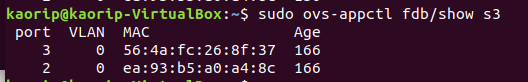 kaorip@kaorip-VirtualBox:~$ sudo ovs-appctl fdb/show s3
port VLAN MAC Age
3 0 56:4a:fc:26:8f:37 166
2 0 ea:93:b5:a0:a4:8c 166